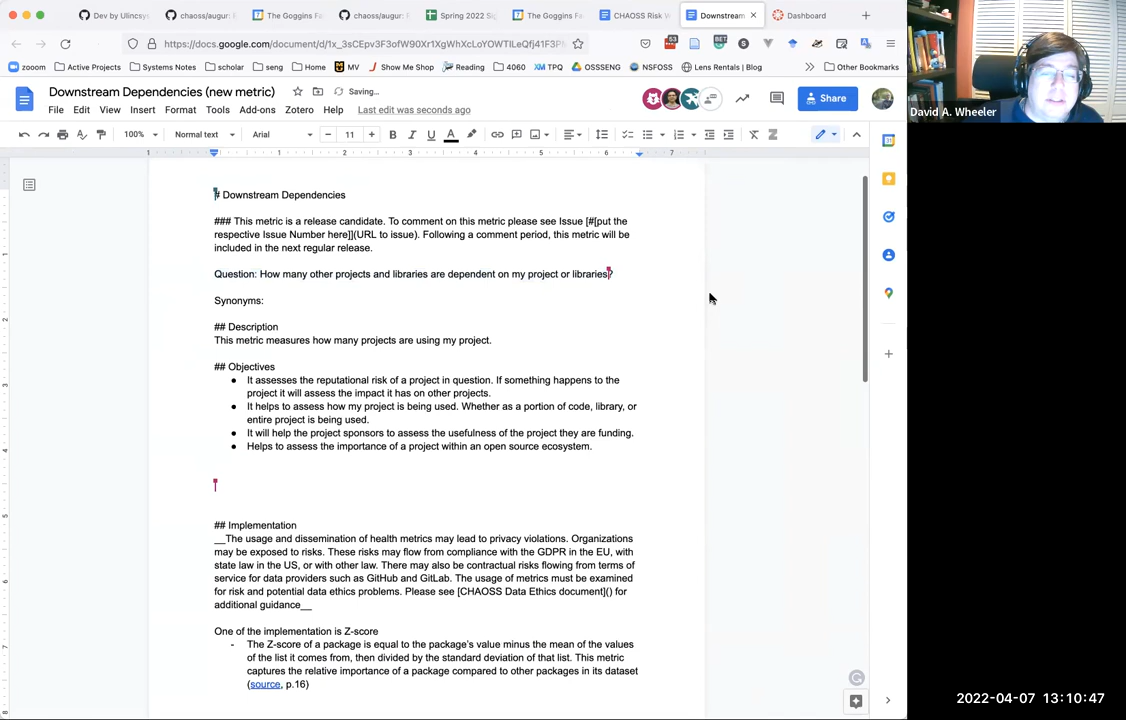 Dev by Ulincsy
chaoss/augur:
The Goggins Fa
chaoss/augur:
Spring 2022 Sig
The Goggins Fa
CHAOSS Risk W
Downstream
Dashboard
https://docs.google.com/document/d/1x_3sCEpv3F3ofW90Xr1XgWhXcLoYOWTILeQfj41F3P
zooom
Active Projects
Systems Notes
scholar
seng
Home
MV
Show Me Shop
Reading
4060
TPQ
OSSSENG
NSFOSS
Lens Rentals | Blog
Other Bookmarks
Downstream Dependencies (new metric)
Saving...
Share
File Edit View Insert Format Tools Add-ons Zotero Help
Last edit was seconds ago
100% Normal text Arial 11
David A. Wheeler
# Downstream Dependencies
### This metric is a release candidate. To comment on this metric please see Issue [#[put the
respective Issue Number here]](URL to issue). Following a comment period, this metric will be
included in the next regular release.
Question: How many other projects and libraries are dependent on my project or libraries?
Synonyms:
## Description
This metric measures how many projects are using my project.
## Objectives
● It assesses the reputational risk of a project in question. If something happens to the
project it will assess the impact it has on other projects.
● It helps to assess how my project is being used. Whether as a portion of code, library, or
entire project is being used.
● It will help the project sponsors to assess the usefulness of the project they are funding.
● Helps to assess the importance of a project within an open source ecosystem.
## Implementation
__The usage and dissemination of health metrics may lead to privacy violations. Organizations
may be exposed to risks. These risks may flow from compliance with the GDPR in the EU, with
state law in the US, or with other law. There may also be contractual risks flowing from terms of
service for data providers such as GitHub and GitLab. The usage of metrics must be examined
for risk and potential data ethics problems. Please see [CHAOSS Data Ethics document]() for
additional guidance__
One of the implementation is Z-score
- The Z-score of a package is equal to the package's value minus the mean of the values
of the list it comes from, then divided by the standard deviation of that list. This metric
captures the relative importance of a package compared to other packages in its dataset
(source, p.16)
2022-04-07 13:10:47